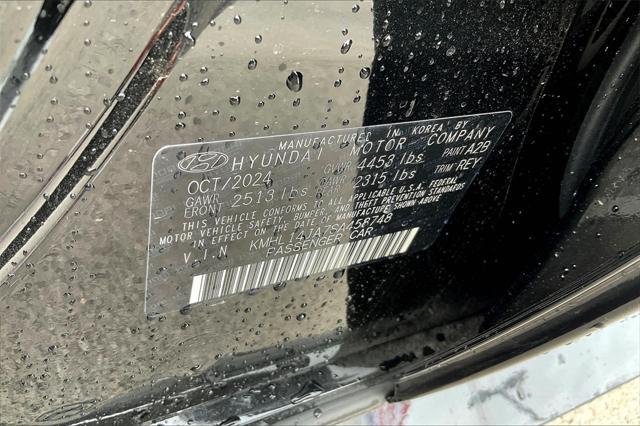 MANUFACTURED IN KOREA BY
HYUNDAI MOTOR COMPANY
OCT/2024 GVWR 4453 lbs PAINT A2B
GAWR FRONT 2513 lbs GAWR 2315 lbs TRIM REY
THIS VEHICLE CONFORMS TO ALL APPLICABLE U.S.A. FEDERAL
MOTOR VEHICLE SAFETY, BUMPER, AND THEFT PREVENTION STANDARDS
IN EFFECT ON THE DATE OF MANUFACTURE SHOWN ABOVE
V.I.N
PASSENGER CAR